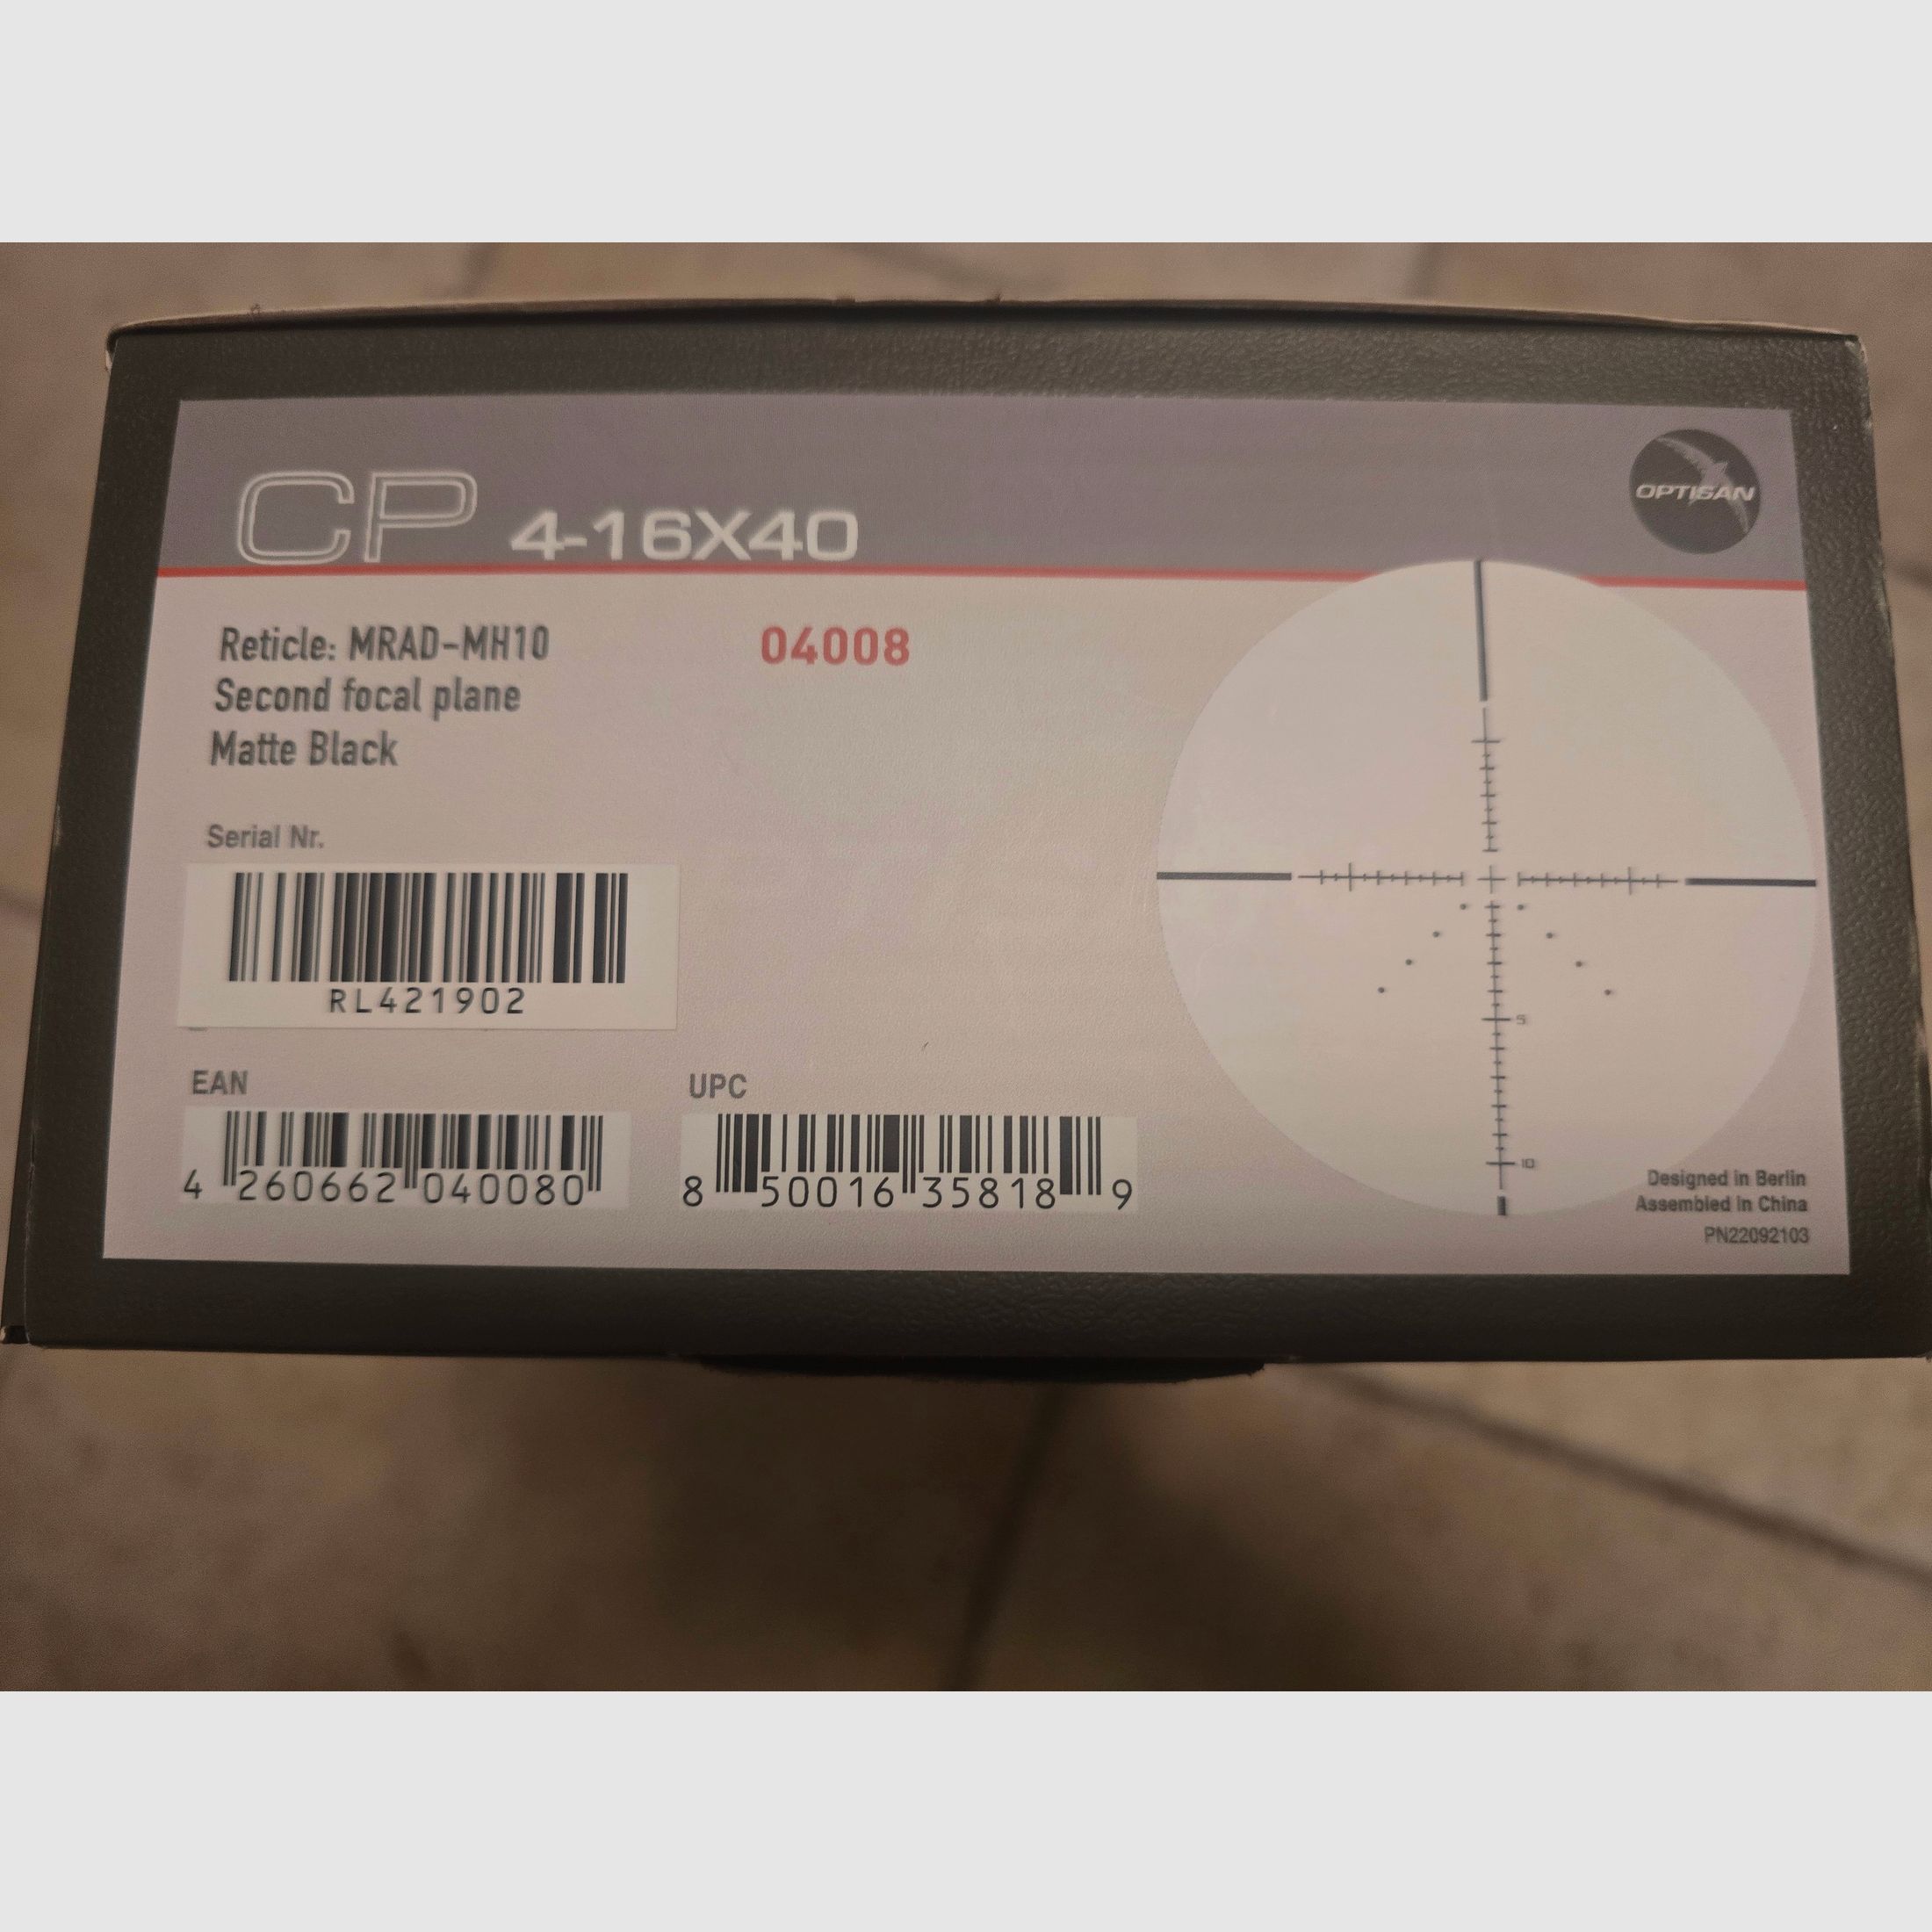 CP 4-16X40
OPTISAN
Reticle: MRAD-MH10
04008
Second focal plane
Matte Black
Serial Nr.
RL421902
EAN
4 260662 040080
UPC
8 50016 35818 9
5
10
Designed in Berlin
Assembled in China
PN22092103